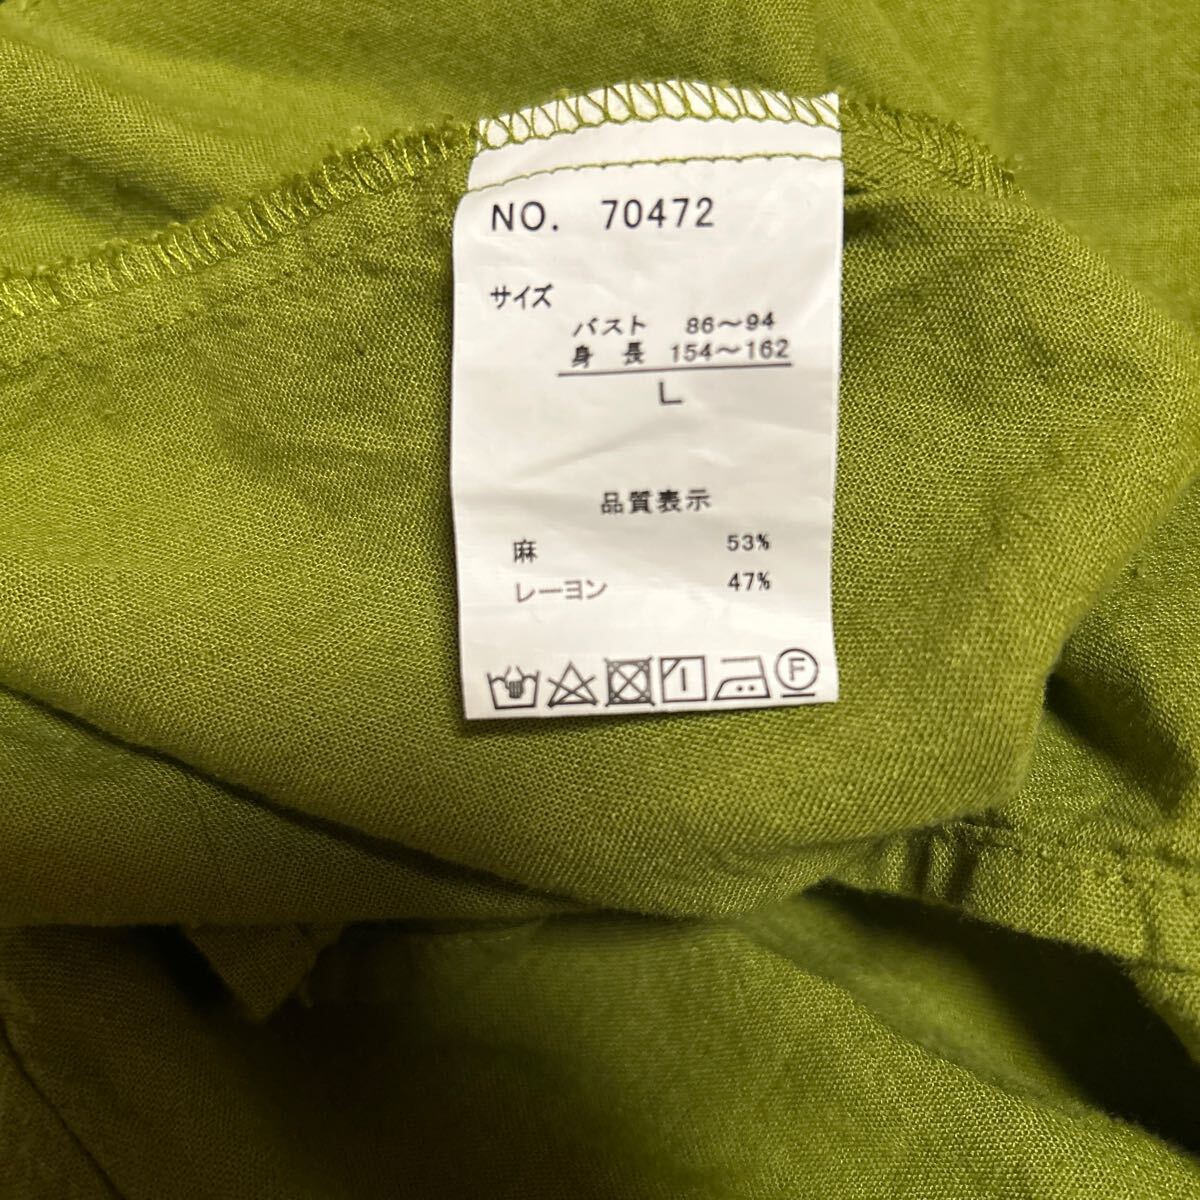 NO. 70472
サイズ
バスト 86～94
身 長 154～162
L
品質表示
麻 53%
レーヨン 47%
F